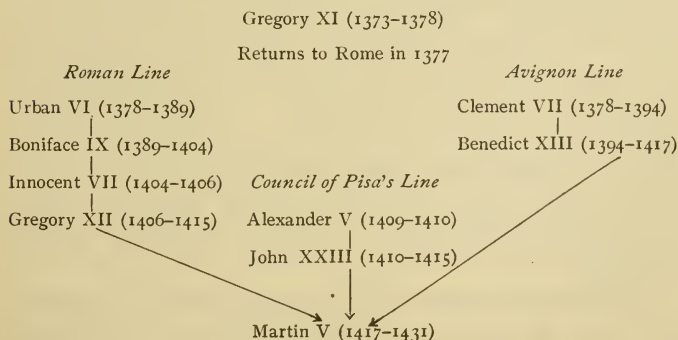 Gregory XI (1373–1378)
Returns to Rome in 1377
Roman Line
Avignon Line
Urban VI (1378–1389)
Clement VII (1378–1394)
Boniface IX (1389–1404)
Benedict XIII (1394–1417)
Innocent VII (1404–1406)
Council of Pisa's Line
Gregory XII (1406–1415)
Alexander V (1409–1410)
John XXIII (1410–1415)
Martin V (1417–1431)